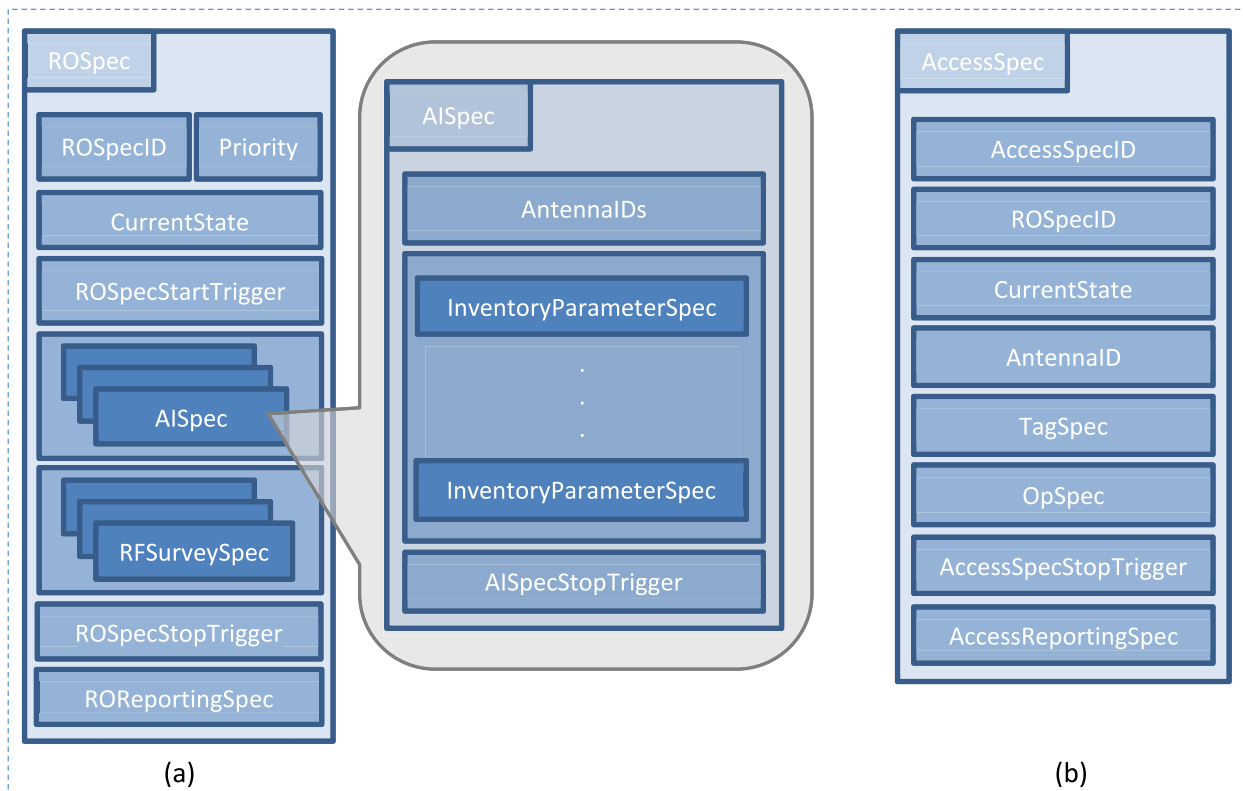 ROSpec
ROSpecID
Priority
CurrentState
ROSpecStartTrigger
AISpec
RFSurveySpec
ROSpecStopTrigger
ROReportingSpec
(a)
AISpec
AntennaIDs
InventoryParameterSpec
.
.
.
InventoryParameterSpec
AISpecStopTrigger
AccessSpec
AccessSpecID
ROSpecID
CurrentState
AntennaID
TagSpec
OpSpec
AccessSpecStopTrigger
AccessReportingSpec
(b)